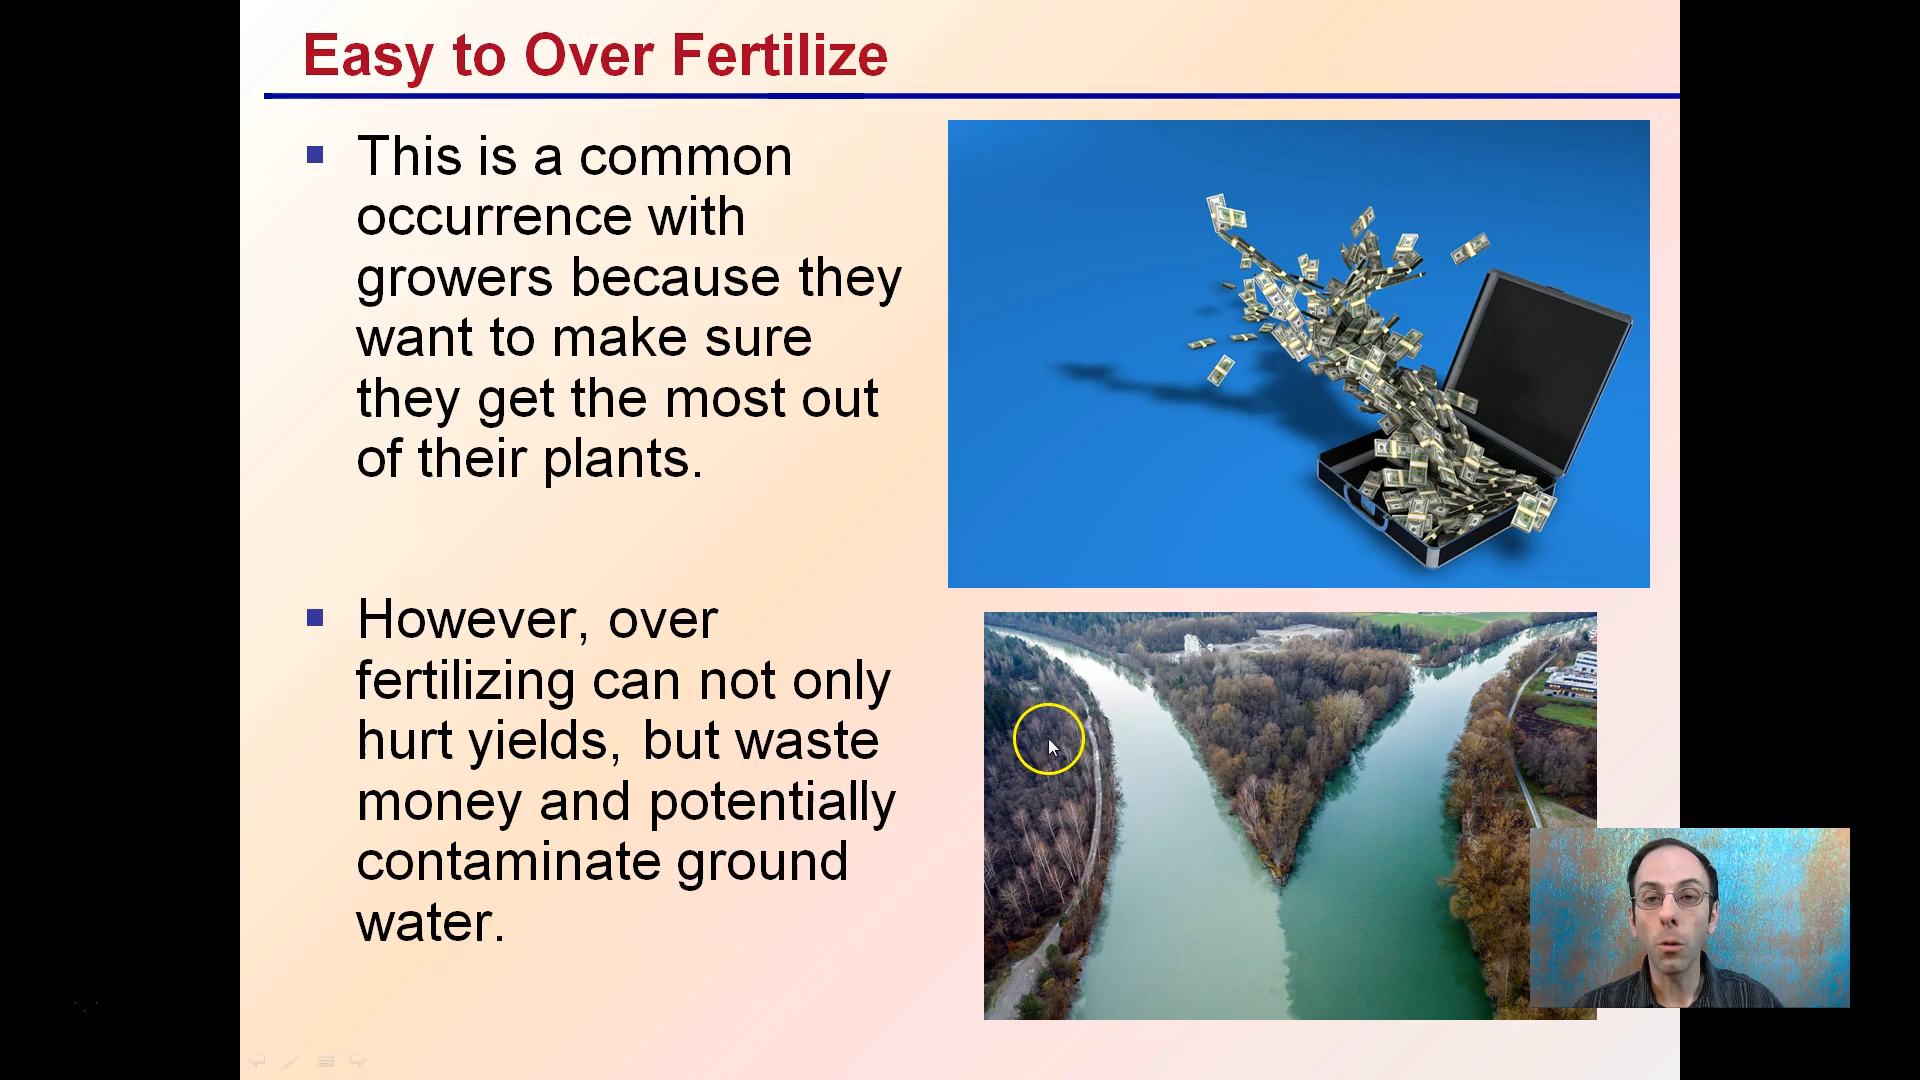 Easy to Over Fertilize
This is a common
occurrence with
growers because they
want to make sure
they get the most out
of their plants.
However, over
fertilizing can not only
hurt yields, but waste
money and potentially
contaminate ground
water.